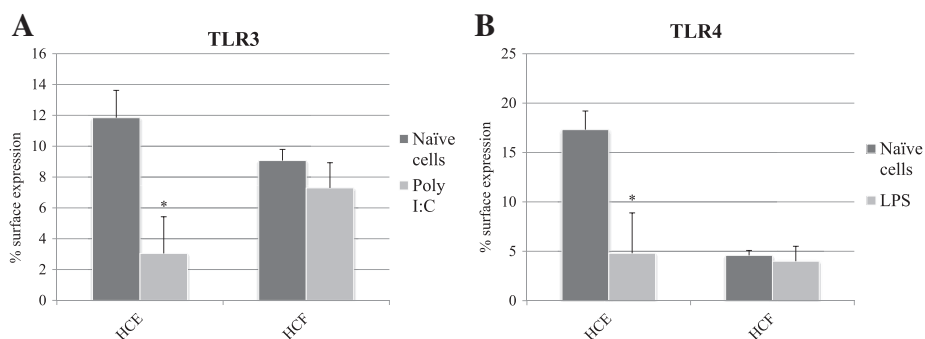 A
TLR3
16
14
12
10
8
6
4
2
0
% surface expression
*
HCE
HCF
Naïve
cells
Poly
I:C
B
TLR4
25
20
15
10
5
0
% surface expression
*
HCE
HCF
Naïve
cells
LPS